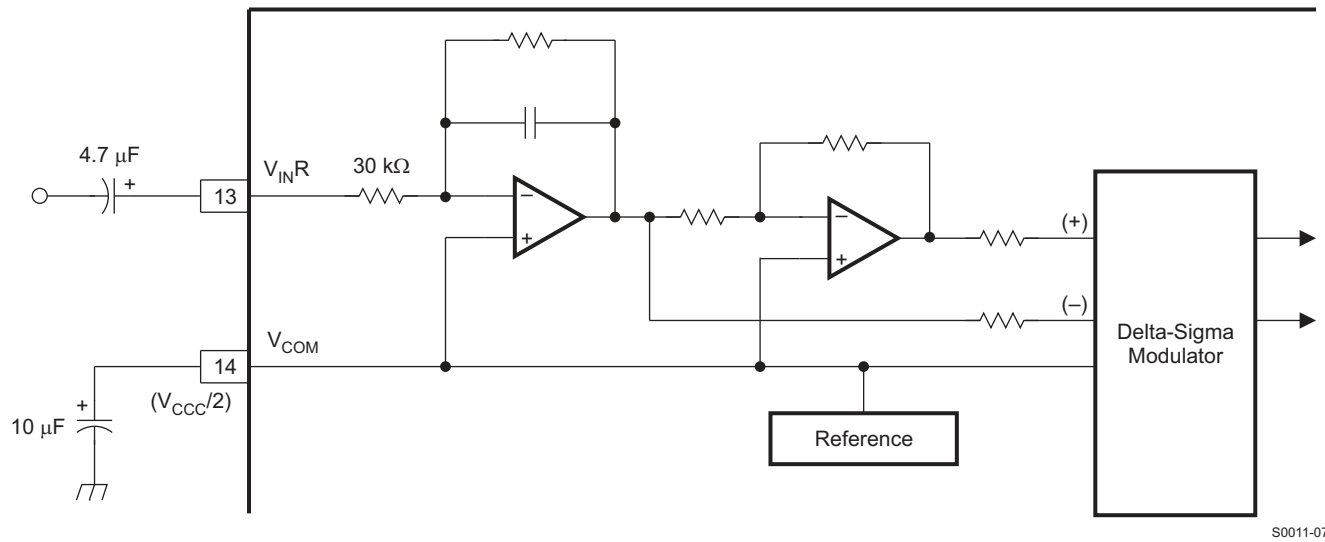 4.7 μF
+
13
V_INR
30 kΩ
−
+
−
+
(+)
(–)
Delta-Sigma
Modulator
V_COM
14
(V_CCC/2)
+
10 μF
Reference
S0011-07